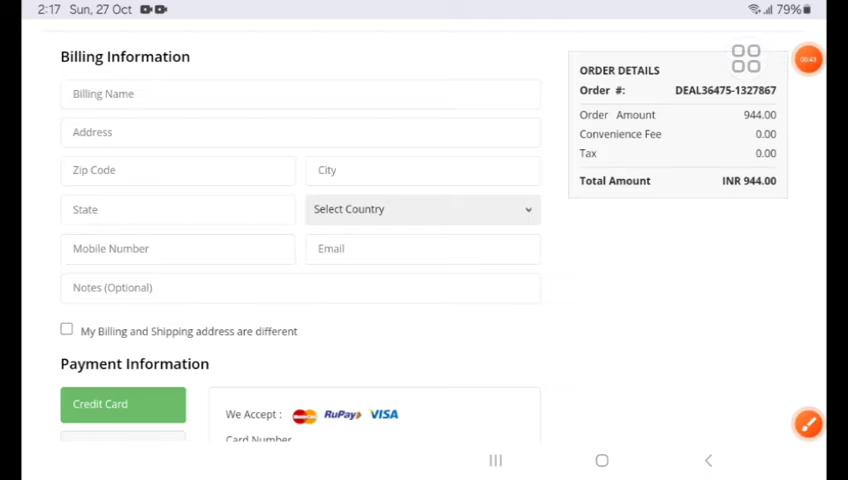 2:17 Sun, 27 Oct 79%
00:43
Billing Information
Billing Name
Address
Zip Code City
State Select Country
Mobile Number Email
Notes (Optional)
My Billing and Shipping address are different
ORDER DETAILS
Order #: DEAL36475-1327867
Order Amount 944.00
Convenience Fee 0.00
Tax 0.00
Total Amount INR 944.00
Payment Information
Credit Card
We Accept : RuPay VISA
Card Number